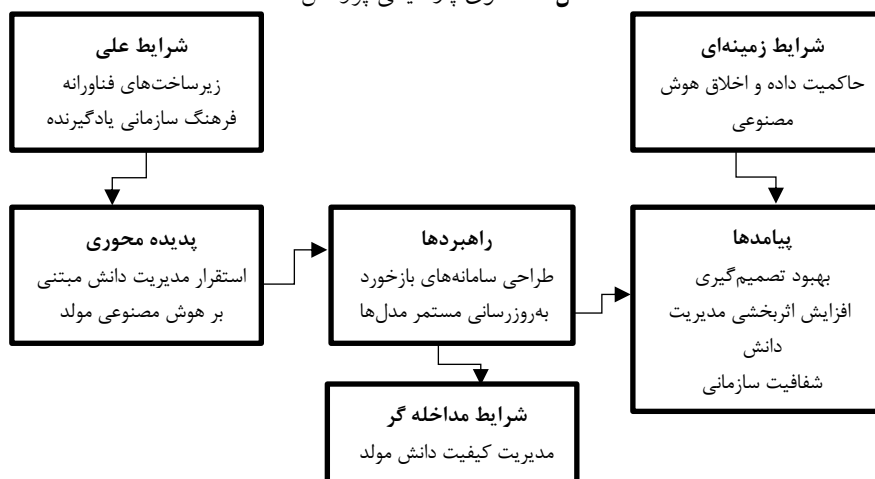 شرایط علی
زیرساخت‌های فناورانه
فرهنگ سازمانی یادگیرنده
شرایط زمینه‌ای
حاکمیت داده و اخلاق هوش
مصنوعی
پدیده محوری
استقرار مدیریت دانش مبتنی
بر هوش مصنوعی مولد
راهبردها
طراحی سامانه‌های بازخورد
به‌روزرسانی مستمر مدل‌ها
پیامدها
بهبود تصمیم‌گیری
افزایش اثربخشی مدیریت
دانش
شفافیت سازمانی
شرایط مداخله گر
مدیریت کیفیت دانش مولد